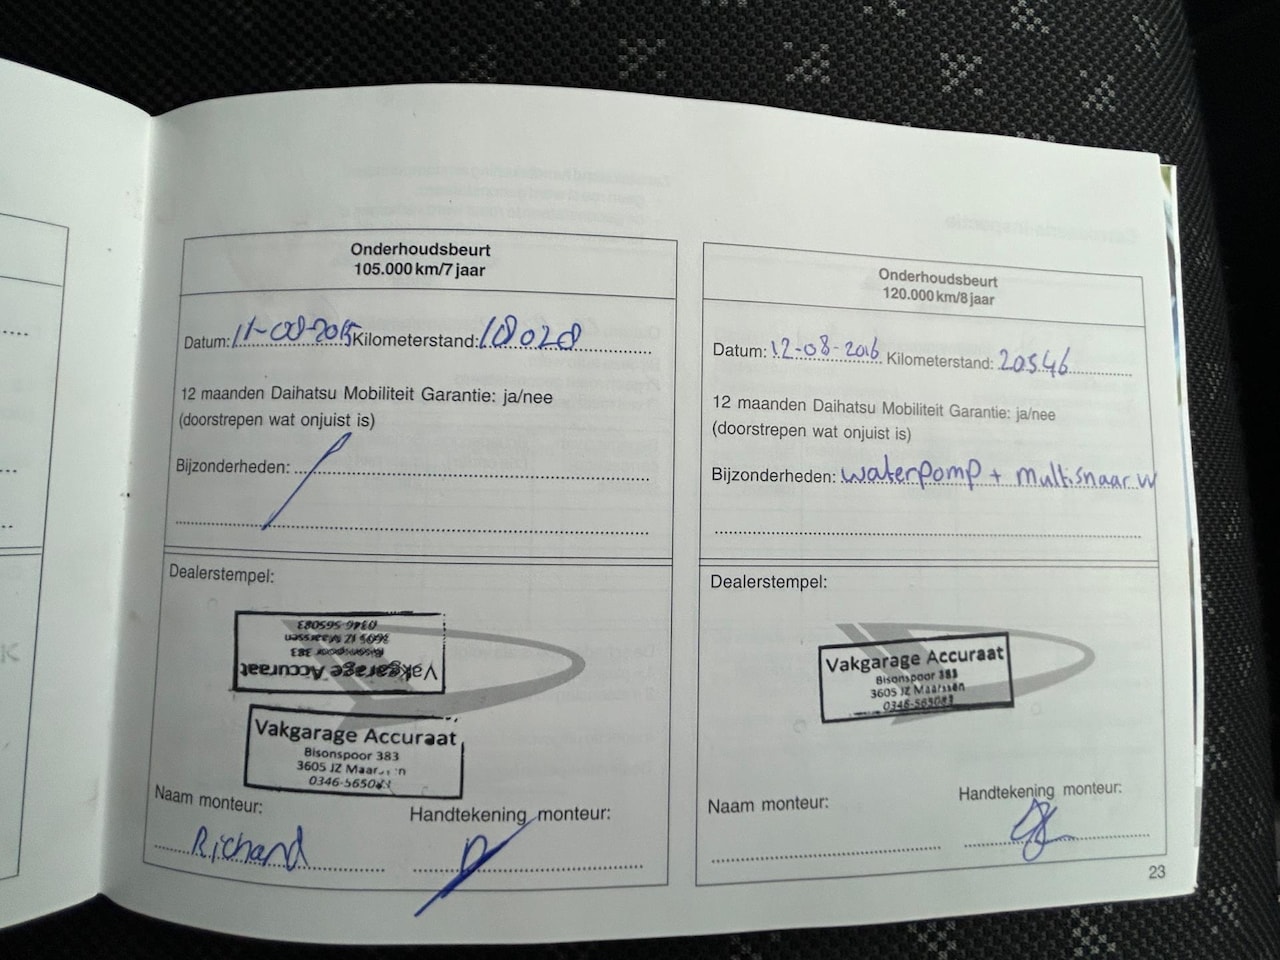 Onderhoudsbeurt
105.000 km/7 jaar
Datum: 11-08-2015 Kilometerstand: 18028
12 maanden Daihatsu Mobiliteit Garantie: ja/nee
(doorstrepen wat onjuist is)
Bijzonderheden:
Dealerstempel:
Vakgarage Accuraat
Bisonspoor 383
3605 JZ Maarssen
0346-565083
Vakgarage Accuraat
Bisonspoor 383
3605 JZ
Naam monteur:
Handtekening monteur:
Richard
Onderhoudsbeurt
120.000 km/8 jaar
Datum: 12-08-2016 Kilometerstand: 20546
12 maanden Daihatsu Mobiliteit Garantie: ja/nee
(doorstrepen wat onjuist is)
Bijzonderheden: waterpomp + multisnaar v
Dealerstempel:
Vakgarage Accuraat
Bisonspoor 383
3605 JZ Maarssen
Naam monteur:
Handtekening monteur:
23